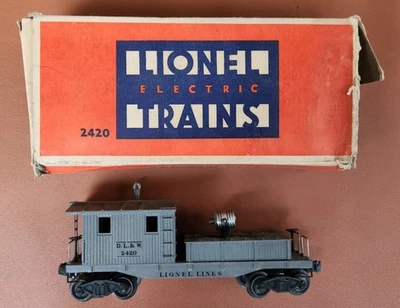 LIONEL
ELECTRIC
TRAINS
2420
D. L. & W.
2420
LIONEL LINES